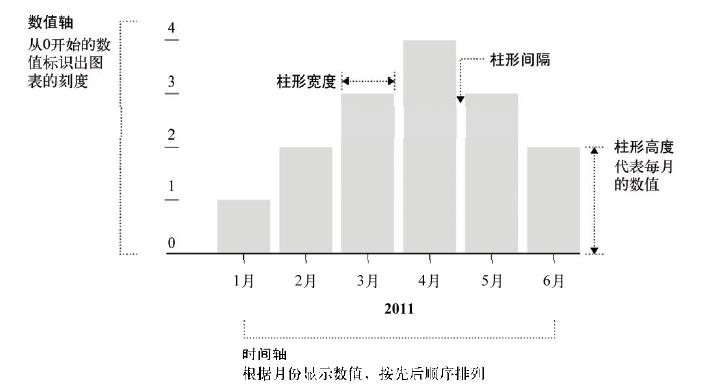 数值轴
从0开始的数
值标识出图
表的刻度
4
3
2
1
0
柱形宽度
柱形间隔
柱形高度
代表每月
的数值
1月
2月
3月
4月
5月
6月
2011
时间轴
根据月份显示数值，按先后顺序排列